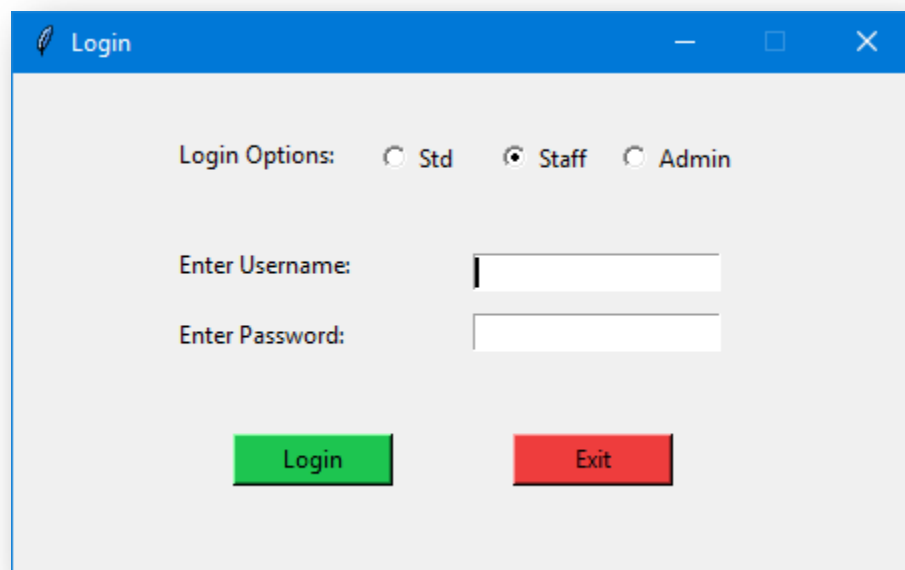 Login
Login Options: Std Staff Admin
Enter Username:
Enter Password:
Login Exit